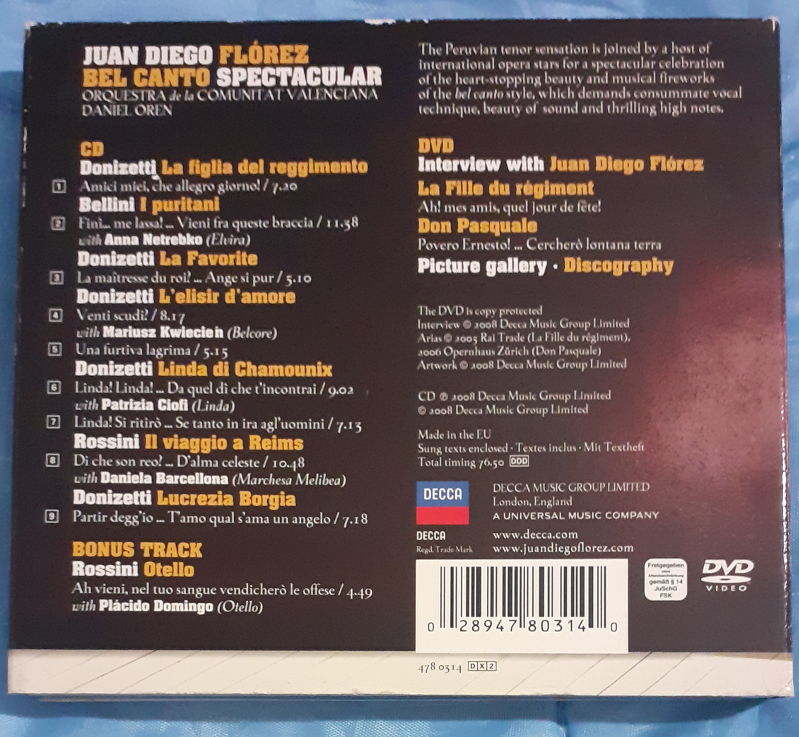 JUAN DIEGO FLÓREZ
BEL CANTO SPECTACULAR
ORQUESTRA de la COMUNITAT VALENCIANA
DANIEL OREN
CD
Donizetti La figlia del reggimento
1 Amici miei, che allegro giorno! / 7.20
Bellini I puritani
2 Finì... me lassa! ... Vieni fra queste braccia / 11.38
with Anna Netrebko (Elvira)
Donizetti La Favorite
3 La maîtresse du roi? ... Ange si pur / 5.10
Donizetti L'elisir d'amore
4 Venti scudi? / 8.17
with Mariusz Kwiecień (Belcore)
5 Una furtiva lagrima / 5.15
Donizetti Linda di Chamounix
6 Linda! Linda! ... Da quel dì che t'incontrai / 9.02
with Patrizia Ciofi (Linda)
7 Linda! Si ritirò ... Se tanto in ira agl'uomini / 7.13
Rossini Il viaggio a Reims
8 Di che son reo? ... D'alma celeste / 10.48
with Daniela Barcellona (Marchesa Melibea)
Donizetti Lucrezia Borgia
9 Partir degg'io ... T'amo qual s'ama un angelo / 7.18
BONUS TRACK
Rossini Otello
Ah vieni, nel tuo sangue vendicherò le offese / 4.49
with Plácido Domingo (Otello)
The Peruvian tenor sensation is joined by a host of
international opera stars for a spectacular celebration
of the heart-stopping beauty and musical fireworks
of the bel canto style, which demands consummate vocal
technique, beauty of sound and thrilling high notes.
DVD
Interview with Juan Diego Flórez
La Fille du régiment
Ah! mes amis, quel jour de fête!
Don Pasquale
Povero Ernesto! ... Cercherò lontana terra
Picture gallery · Discography
The DVD is copy protected
Interview © 2008 Decca Music Group Limited
Arias © 2005 Rai Trade (La Fille du régiment),
2006 Opernhaus Zürich (Don Pasquale)
Artwork © 2008 Decca Music Group Limited
CD ℗ 2008 Decca Music Group Limited
© 2008 Decca Music Group Limited
Made in the EU
Sung texts enclosed · Textes inclus · Mit Textheft
Total timing 76.50 DDD
DECCA
DECCA MUSIC GROUP LIMITED
London, England
A UNIVERSAL MUSIC COMPANY
DECCA
Regd. Trade Mark
www.decca.com
www.juandiegoflorez.com
Freigegeben
ohne
Altersbeschränkung
gemäß § 14
JuSchG
FSK
DVD
VIDEO
0 28947 80314 0
478 0314 DX2